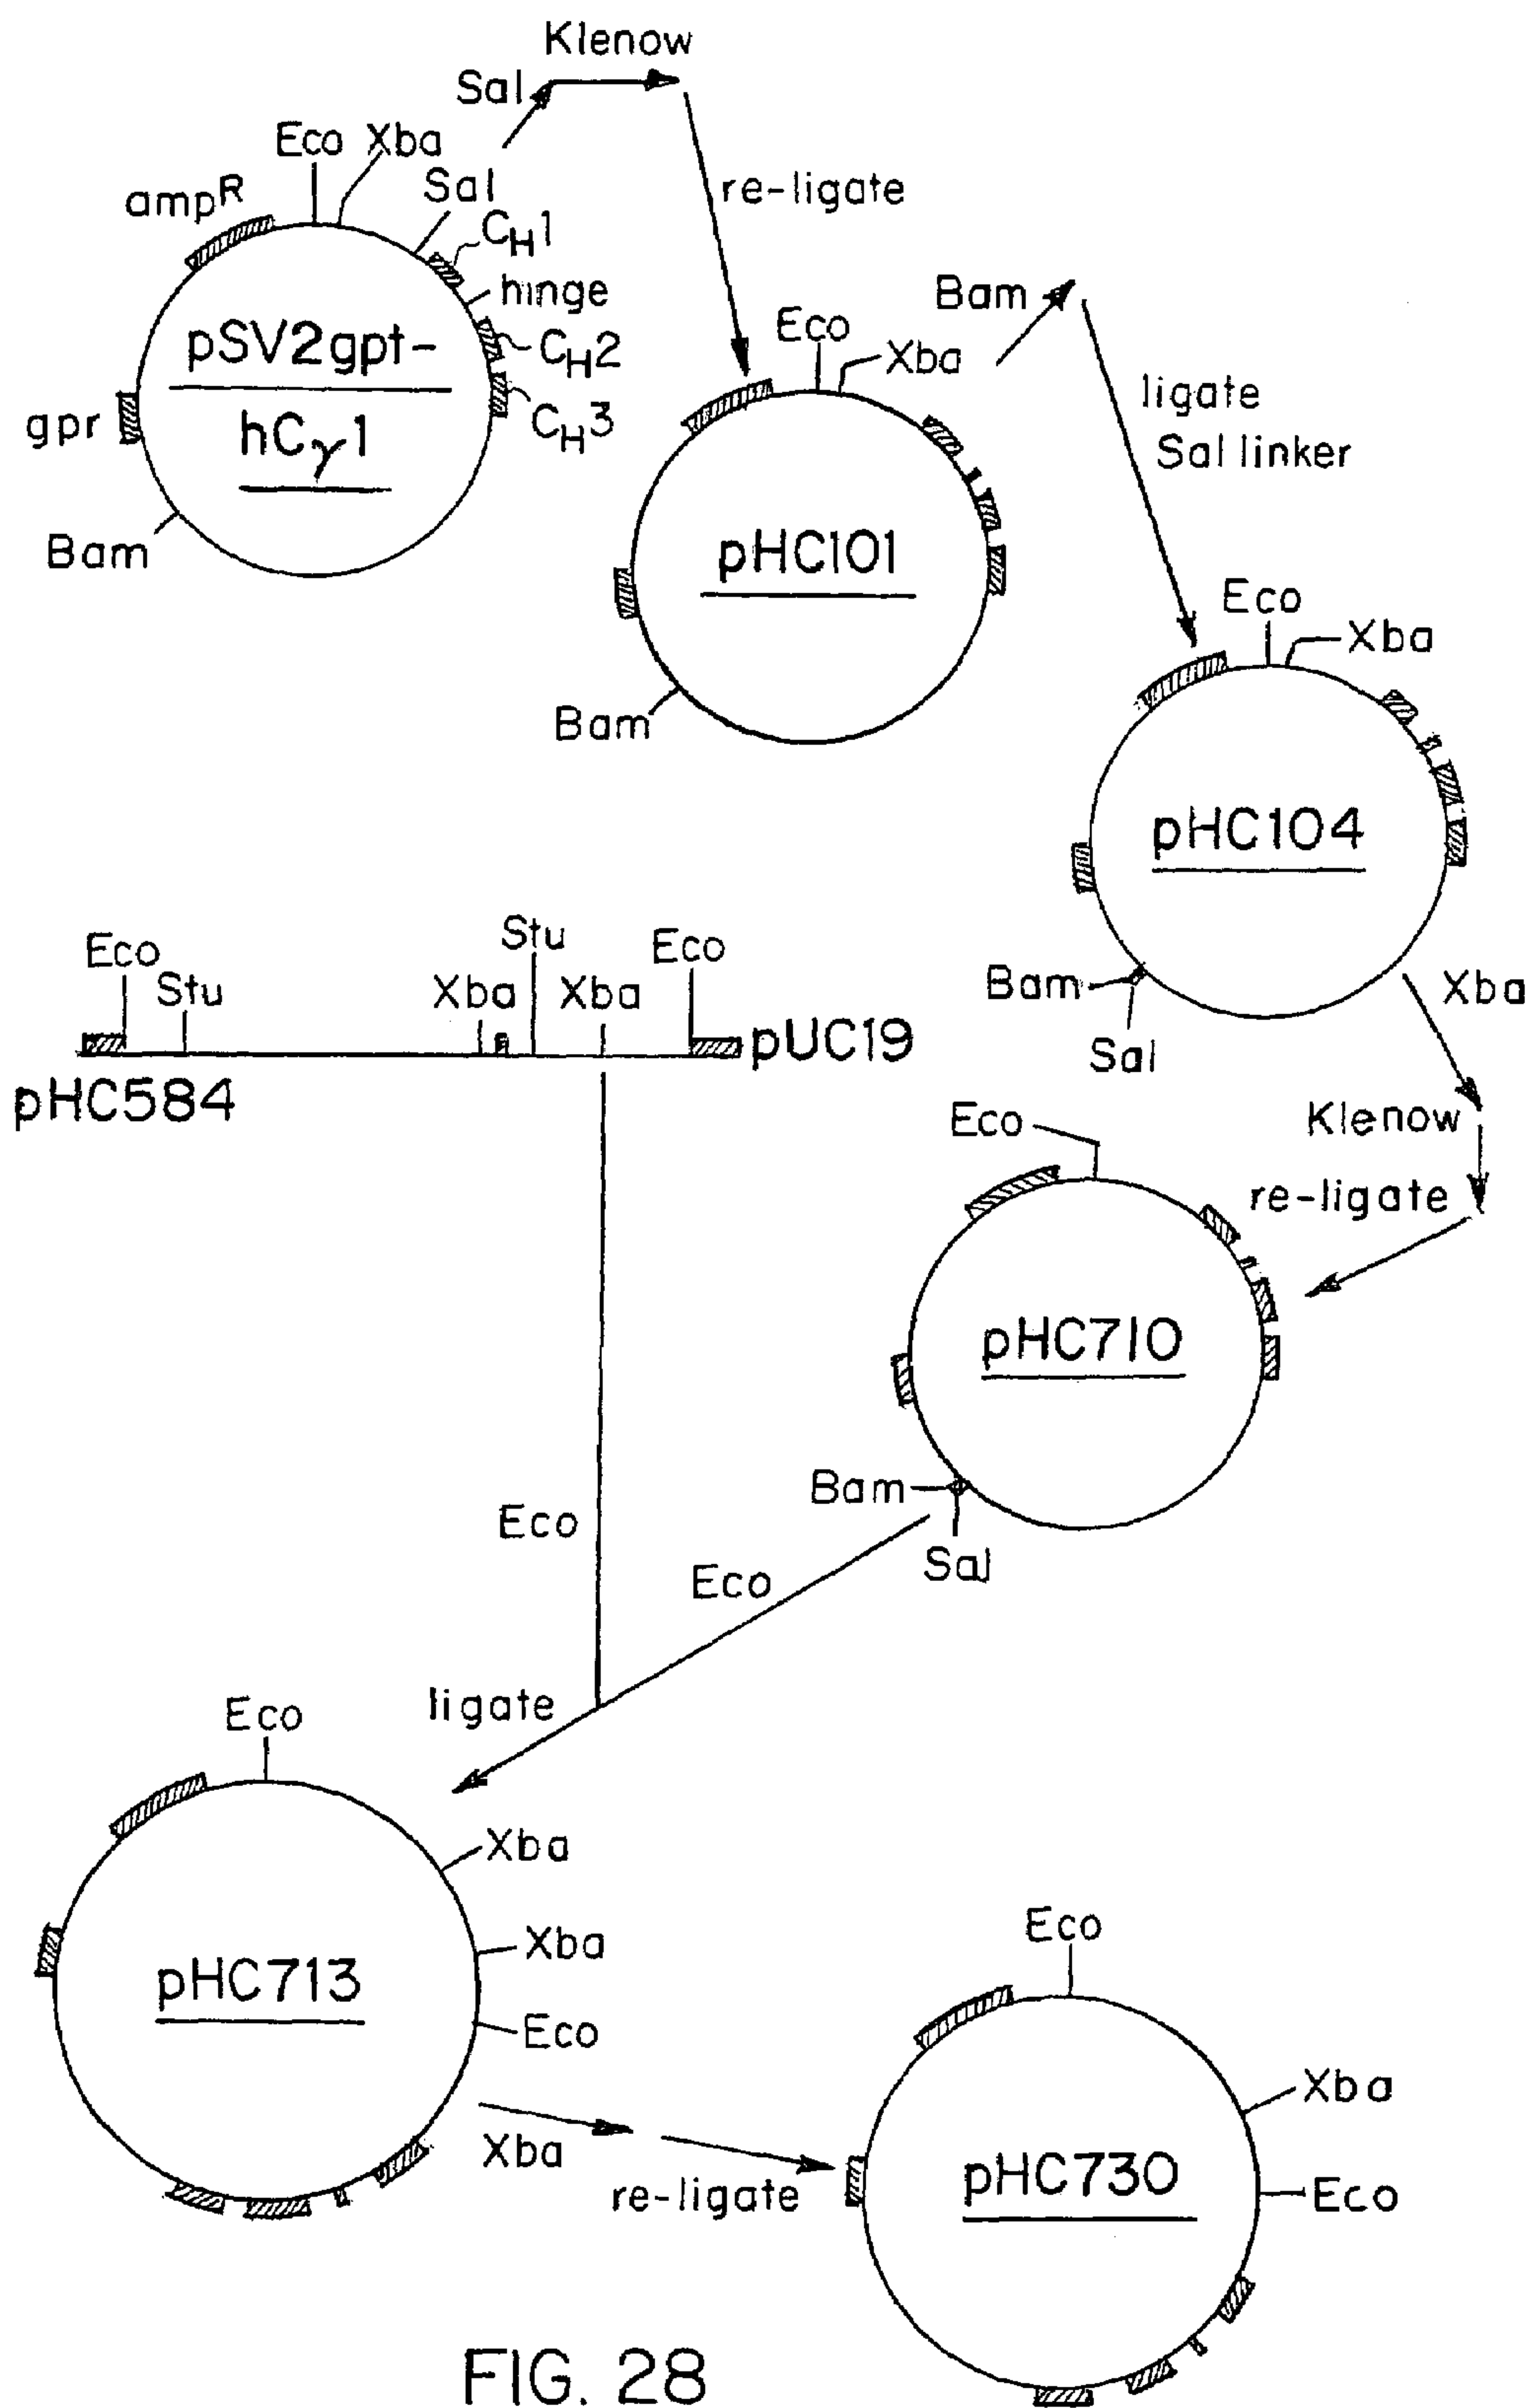 Klenow
Sal
re-ligate
Eco
Xba
Sal
ampR
CH1
hinge
CH2
CH3
gpr
pSV2gpt-
hCγ1
Bam
Bam
ligate
Sal linker
Eco
Xba
pHC101
Bam
Eco
Xba
pHC104
Bam
Sal
Xba
Klenow
re-ligate
Eco
Stu
Xba
Stu
Xba
Eco
pUC19
pHC584
Eco
pHC710
Bam
Sal
Eco
Eco
ligate
Eco
Xba
Xba
Eco
pHC713
Xba
re-ligate
Eco
Xba
Eco
pHC730
FIG. 28